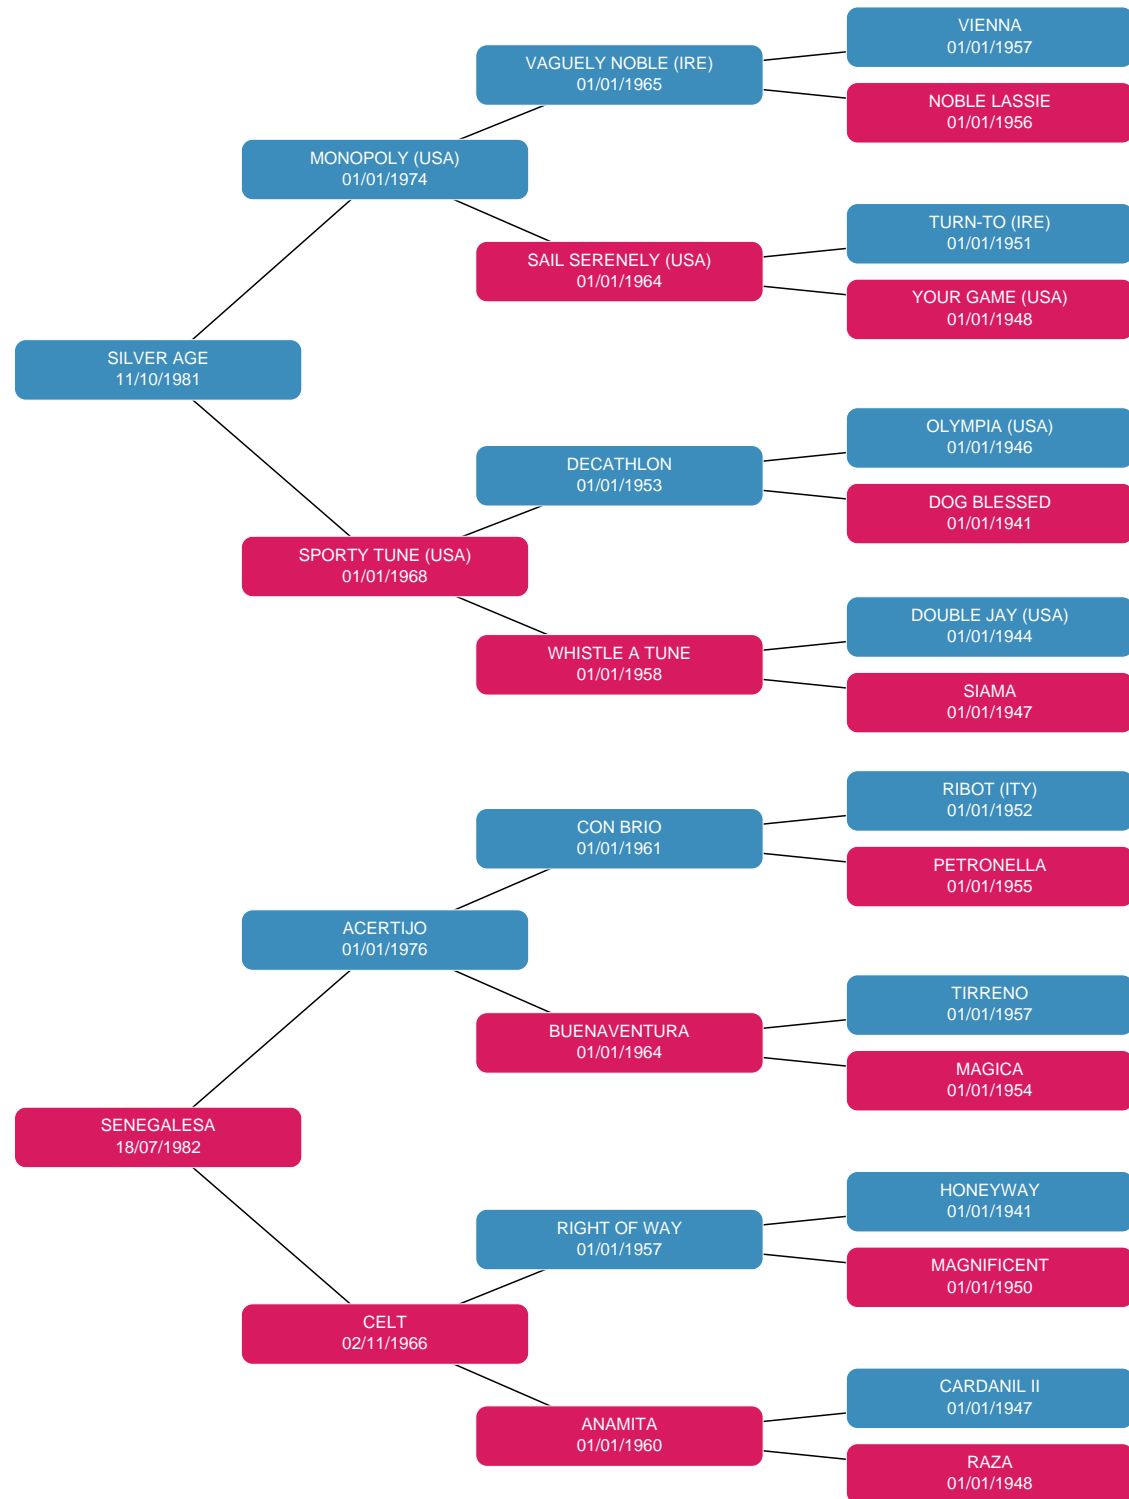 VIENNA
01/01/1957
VAGUELY NOBLE (IRE)
01/01/1965
NOBLE LASSIE
01/01/1956
MONOPOLY (USA)
01/01/1974
TURN-TO (IRE)
01/01/1951
SAIL SERENELY (USA)
01/01/1964
YOUR GAME (USA)
01/01/1948
SILVER AGE
11/10/1981
OLYMPIA (USA)
01/01/1946
DECATHLON
01/01/1953
DOG BLESSED
01/01/1941
SPORTY TUNE (USA)
01/01/1968
DOUBLE JAY (USA)
01/01/1944
WHISTLE A TUNE
01/01/1958
SIAMA
01/01/1947
RIBOT (ITY)
01/01/1952
CON BRIO
01/01/1961
PETRONELLA
01/01/1955
ACERTIJO
01/01/1976
TIRRENO
01/01/1957
BUENAVENTURA
01/01/1964
MAGICA
01/01/1954
SENEGALESA
18/07/1982
HONEYWAY
01/01/1941
RIGHT OF WAY
01/01/1957
MAGNIFICENT
01/01/1950
CELT
02/11/1966
CARDANIL II
01/01/1947
ANAMITA
01/01/1960
RAZA
01/01/1948